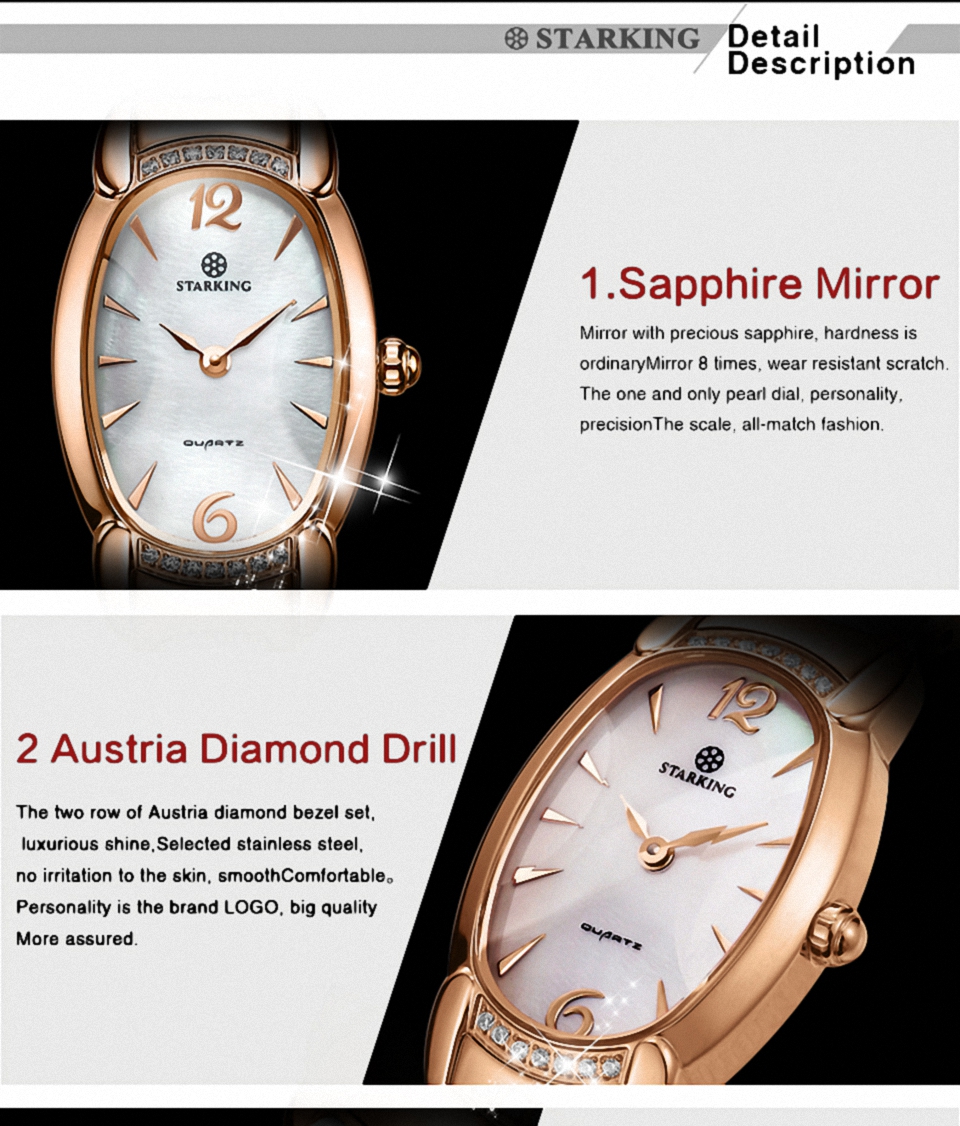 STARKING
Detail
Description
12
STARKING
QUARTZ
6
1.Sapphire Mirror
Mirror with precious sapphire, hardness is
ordinaryMirror 8 times, wear resistant scratch.
The one and only pearl dial, personality,
precisionThe scale, all-match fashion.
2 Austria Diamond Drill
The two row of Austria diamond bezel set,
luxurious shine,Selected stainless steel,
no irritation to the skin, smoothComfortable。
Personality is the brand LOGO, big quality
More assured.
12
STARKING
QUARTZ
6